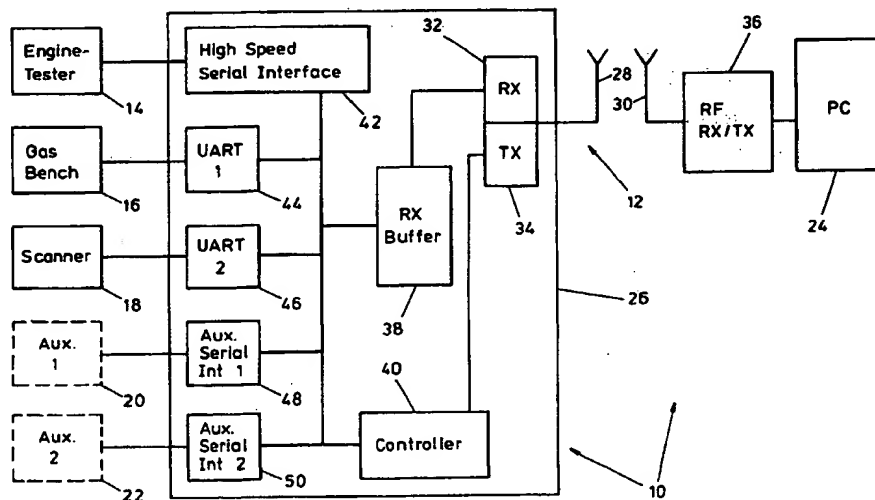 Engine-
Tester
14
High Speed
Serial Interface
42
32
RX
TX
34
28
30
36
RF
RX/TX
PC
24
12
Gas
Bench
16
UART
1
44
RX
Buffer
38
Scanner
18
UART
2
46
26
Aux.
1
20
Aux.
Serial
Int 1
48
40
Controller
Aux.
2
22
Aux.
Serial
Int 2
50
10